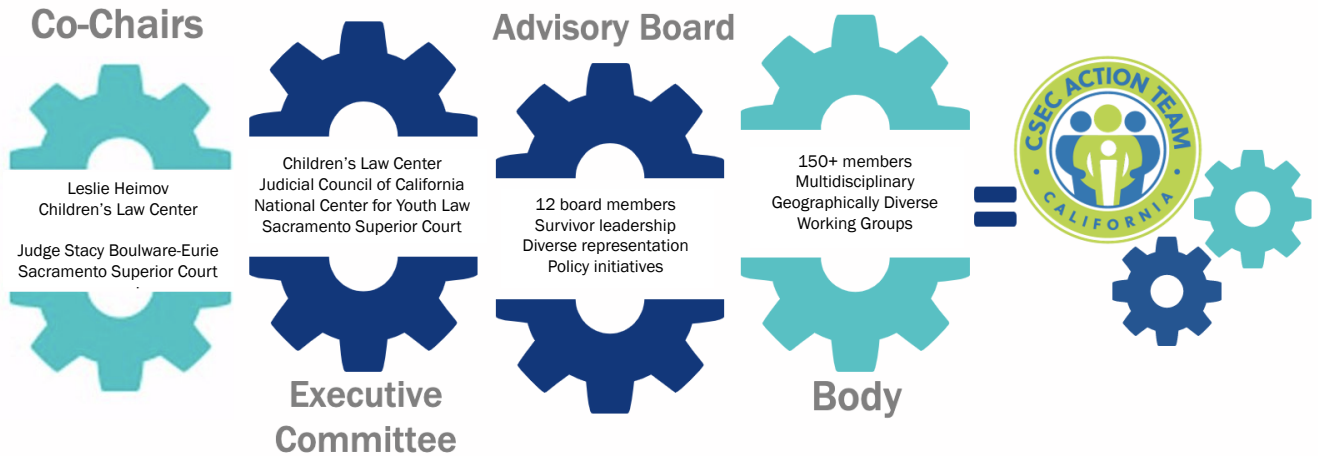 Co-Chairs
Leslie Heimov
Children's Law Center
Judge Stacy Boulware-Eurie
Sacramento Superior Court
Children's Law Center
Judicial Council of California
National Center for Youth Law
Sacramento Superior Court
Executive
Committee
Advisory Board
12 board members
Survivor leadership
Diverse representation
Policy initiatives
150+ members
Multidisciplinary
Geographically Diverse
Working Groups
Body
=
CSEC ACTION TEAM
• CALIFORNIA •